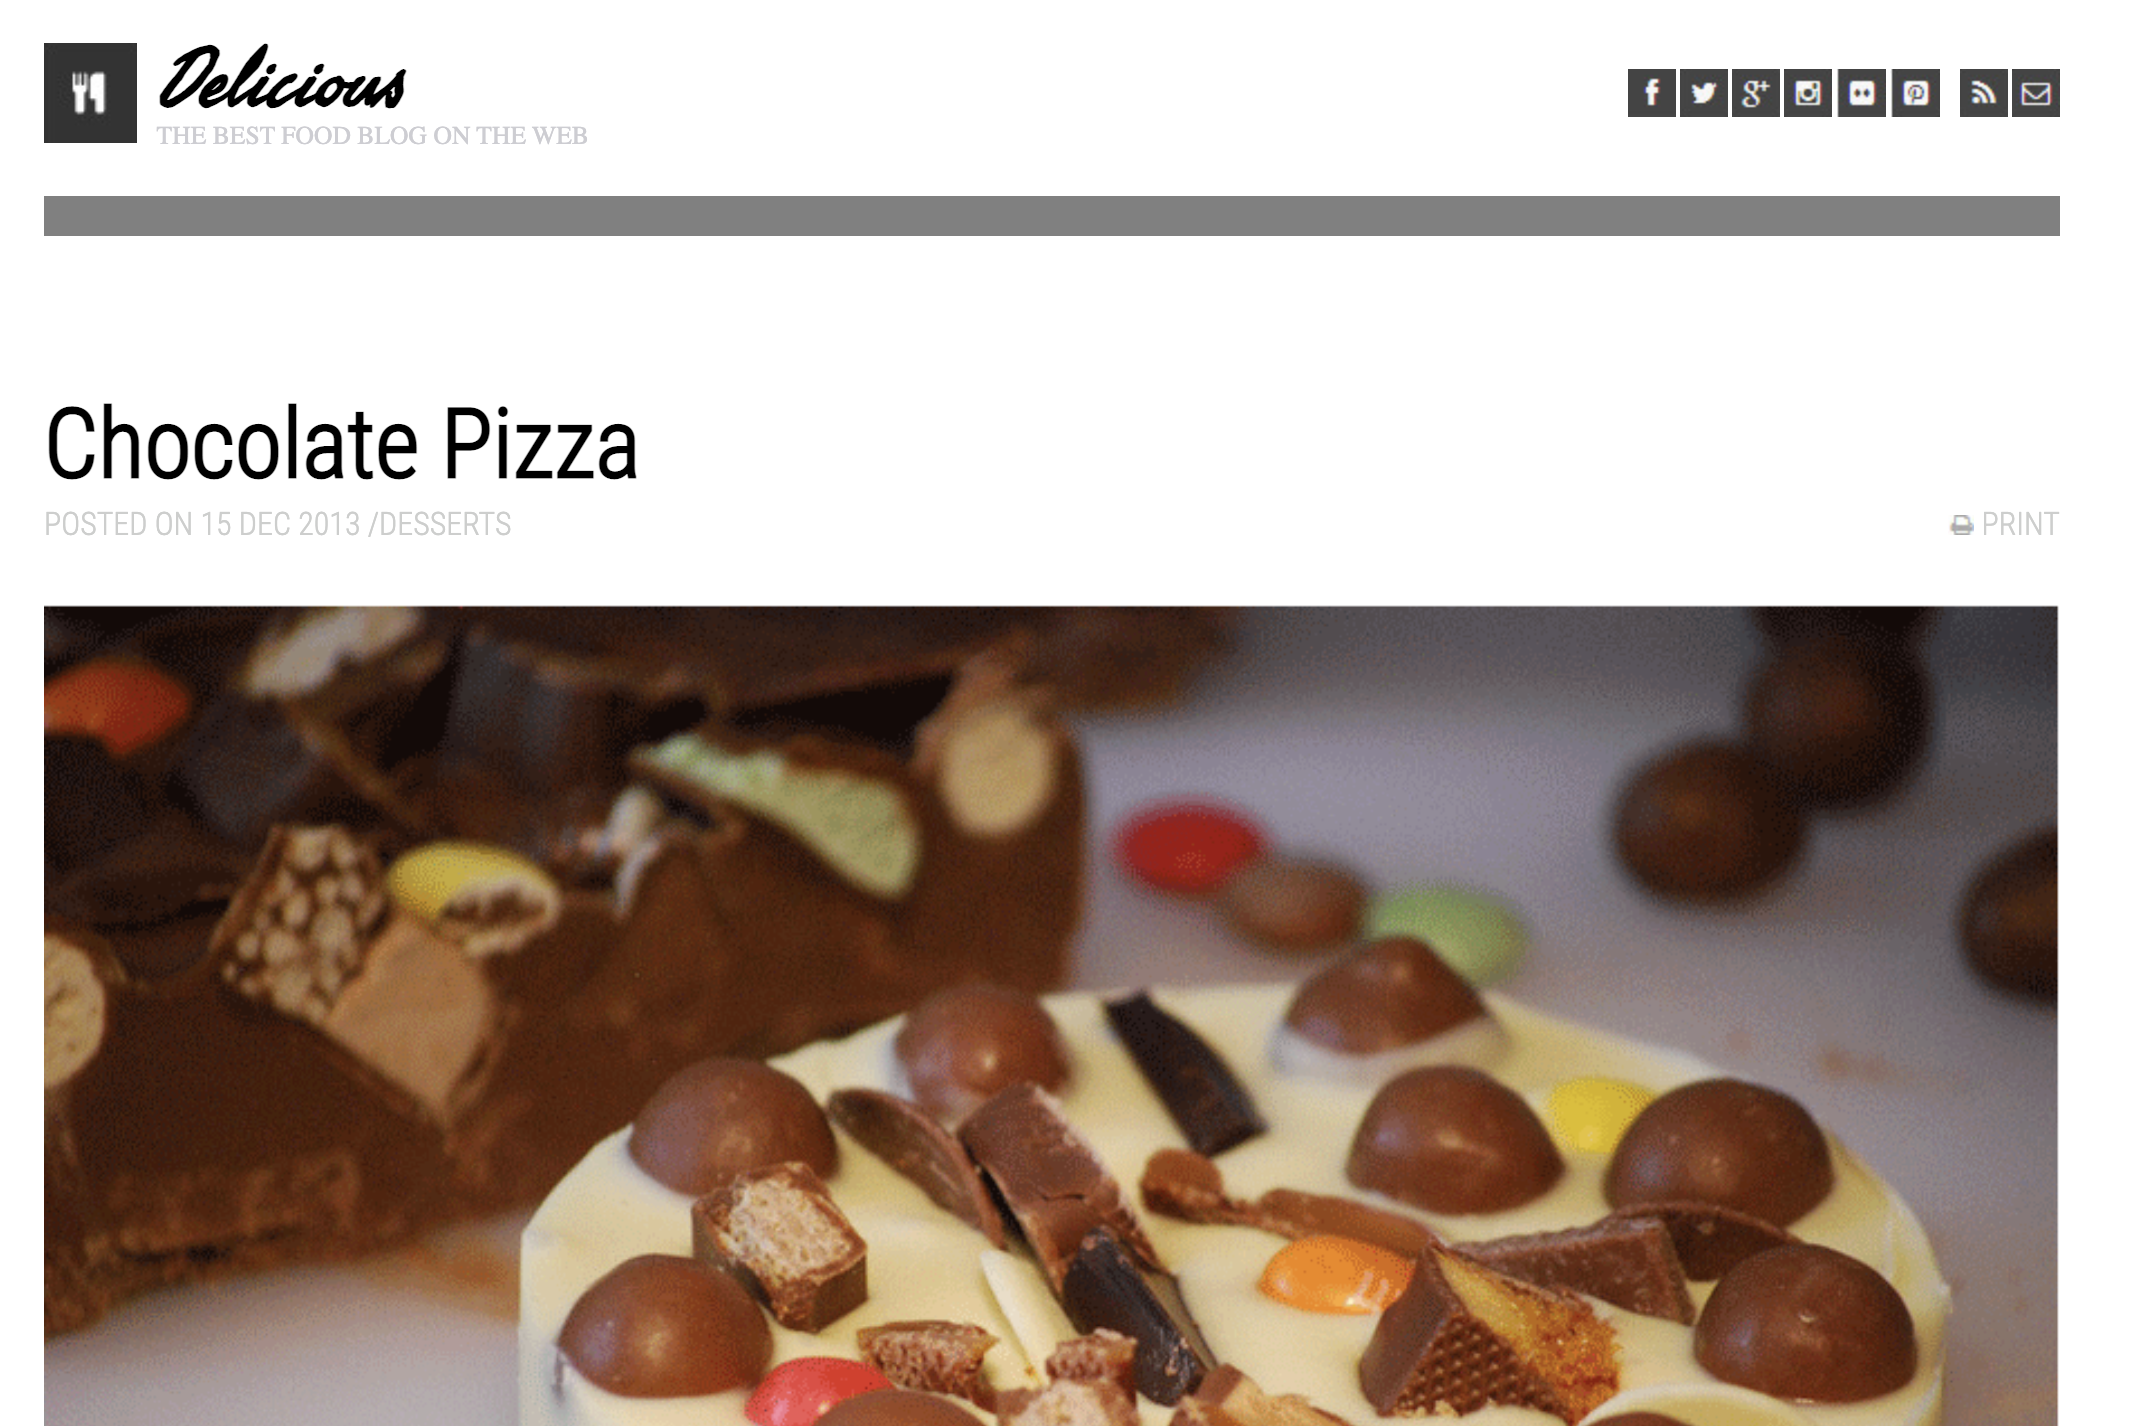 Delicious
THE BEST FOOD BLOG ON THE WEB
Chocolate Pizza
POSTED ON 15 DEC 2013 /DESSERTS
PRINT